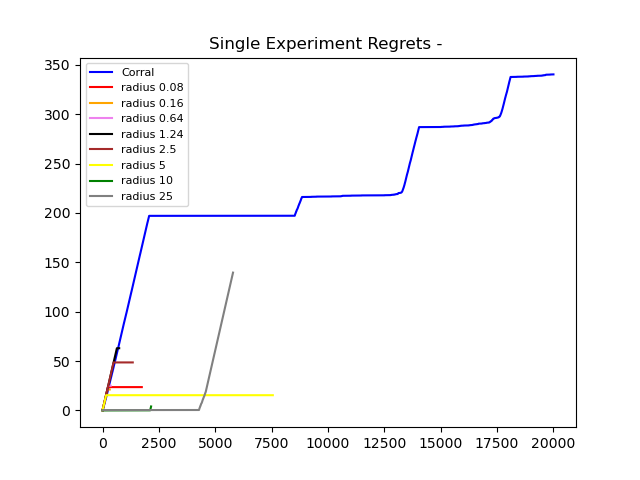 Single Experiment Regrets -
350
300
250
200
150
100
50
0
Corral
radius 0.08
radius 0.16
radius 0.64
radius 1.24
radius 2.5
radius 5
radius 10
radius 25
0 2500 5000 7500 10000 12500 15000 17500 20000